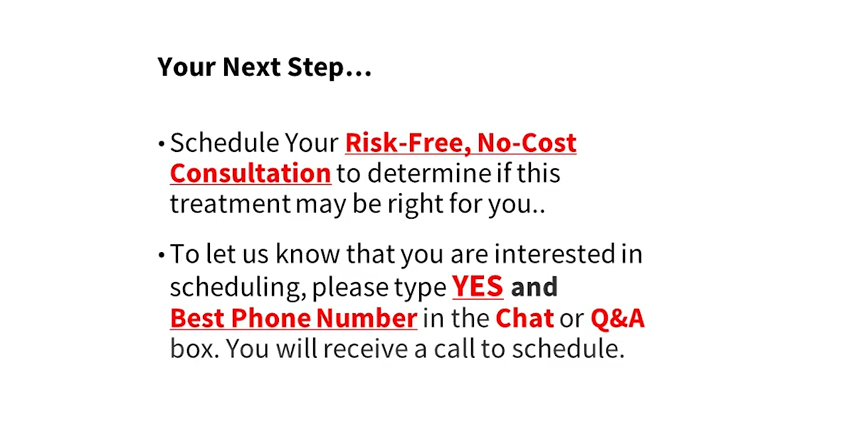 Your Next Step...
• Schedule Your Risk-Free, No-Cost
Consultation to determine if this
treatment may be right for you..
• To let us know that you are interested in
scheduling, please type YES and
Best Phone Number in the Chat or Q&A
box. You will receive a call to schedule.